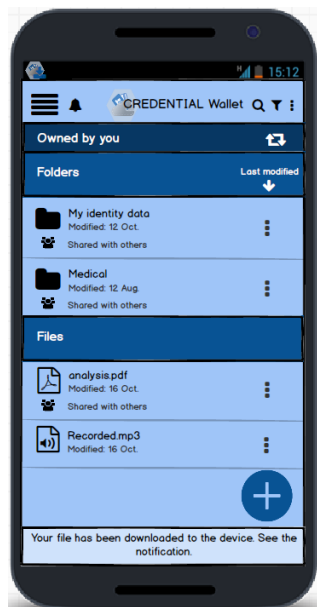 H
15:12
CREDENTIAL Wallet
Owned by you
Folders
Last modified
My identity data
Modified: 12 Oct.
Shared with others
Medical
Modified: 12 Aug.
Shared with others
Files
analysis.pdf
Modified: 16 Oct.
Shared with others
Recorded.mp3
Modified: 16 Oct.
Your file has been downloaded to the device. See the
notification.